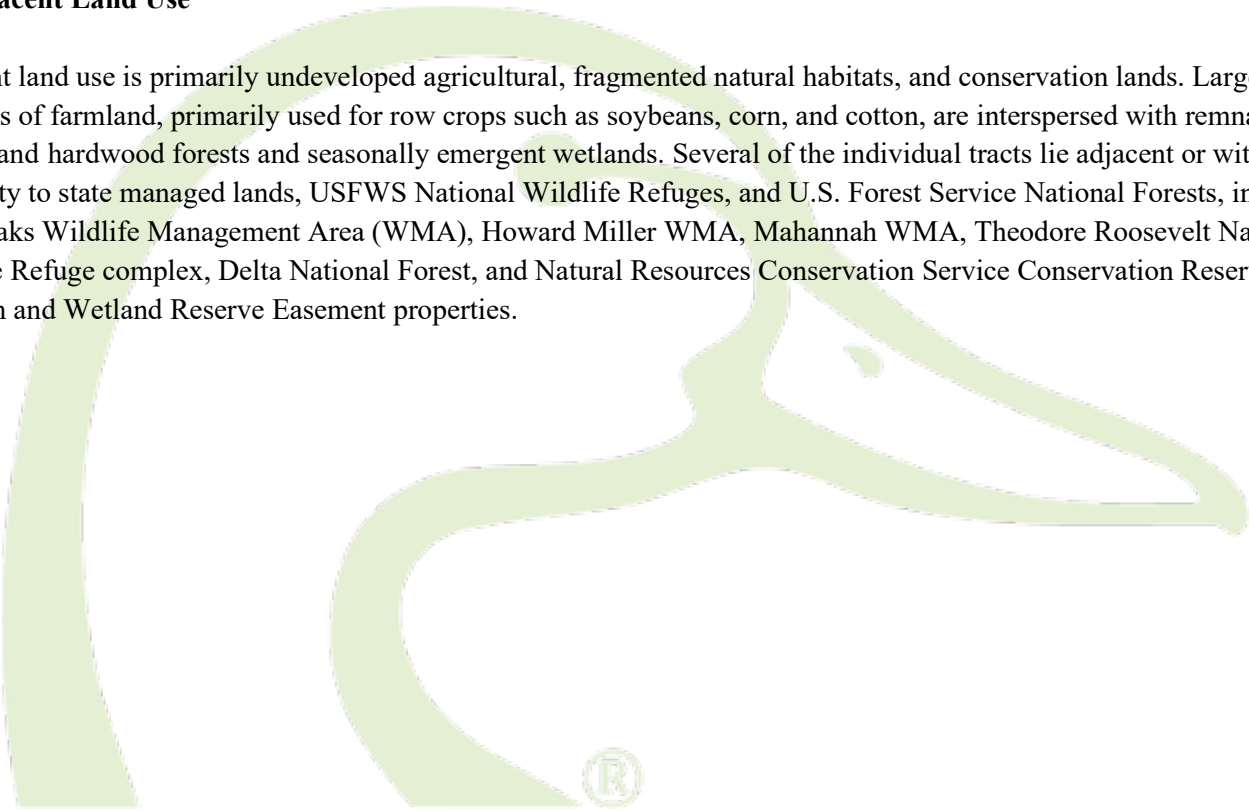 acent Land Use
nt land use is primarily undeveloped agricultural, fragmented natural habitats, and conservation lands. Large
s of farmland, primarily used for row crops such as soybeans, corn, and cotton, are interspersed with remna
and hardwood forests and seasonally emergent wetlands. Several of the individual tracts lie adjacent or wit
ty to state managed lands, USFWS National Wildlife Refuges, and U.S. Forest Service National Forests, in
aks Wildlife Management Area (WMA), Howard Miller WMA, Mahannah WMA, Theodore Roosevelt Na
e Refuge complex, Delta National Forest, and Natural Resources Conservation Service Conservation Reser
n and Wetland Reserve Easement properties.
®